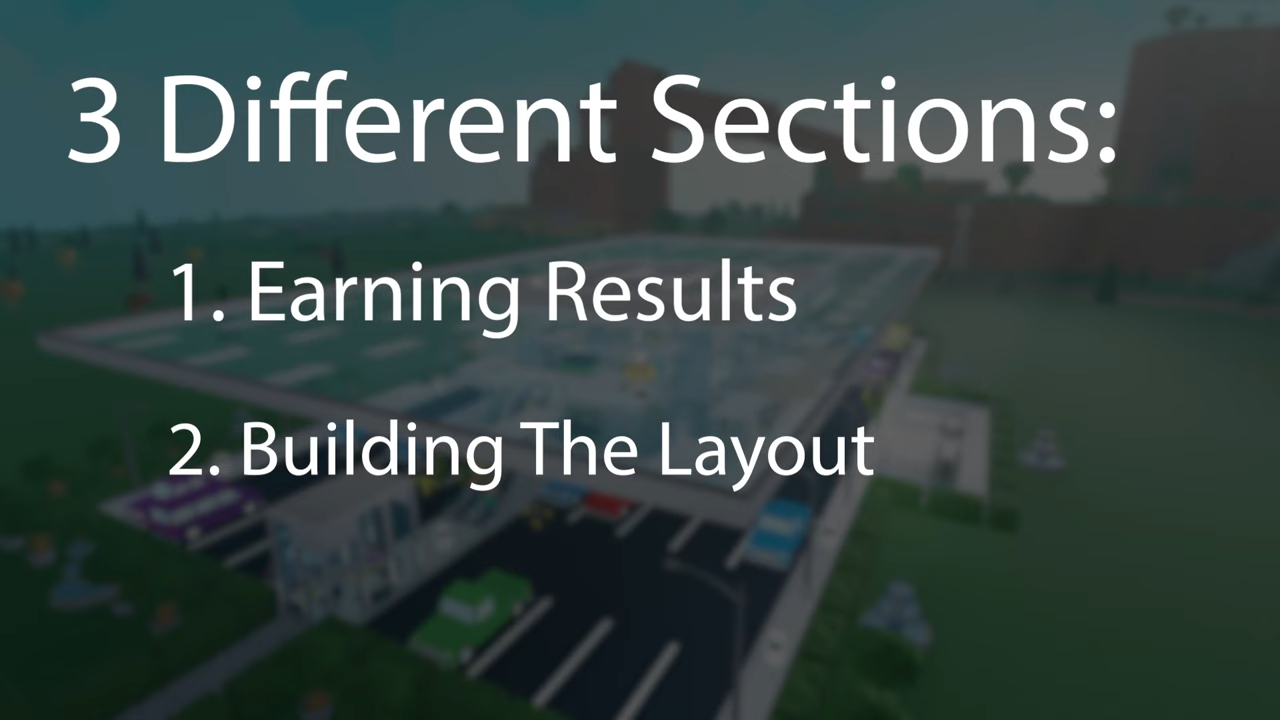 3 Different Sections:
1. Earning Results
2. Building The Layout